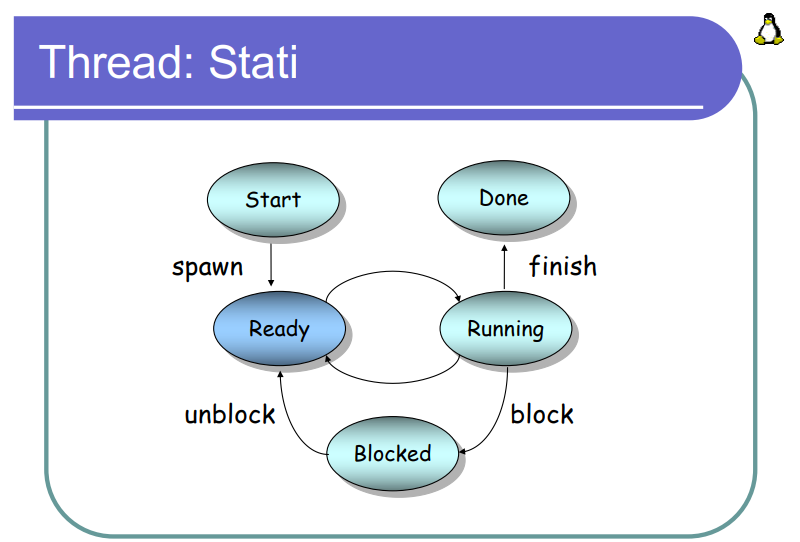 Thread: Stati
Start
Done
spawn
finish
Ready
Running
unblock
block
Blocked